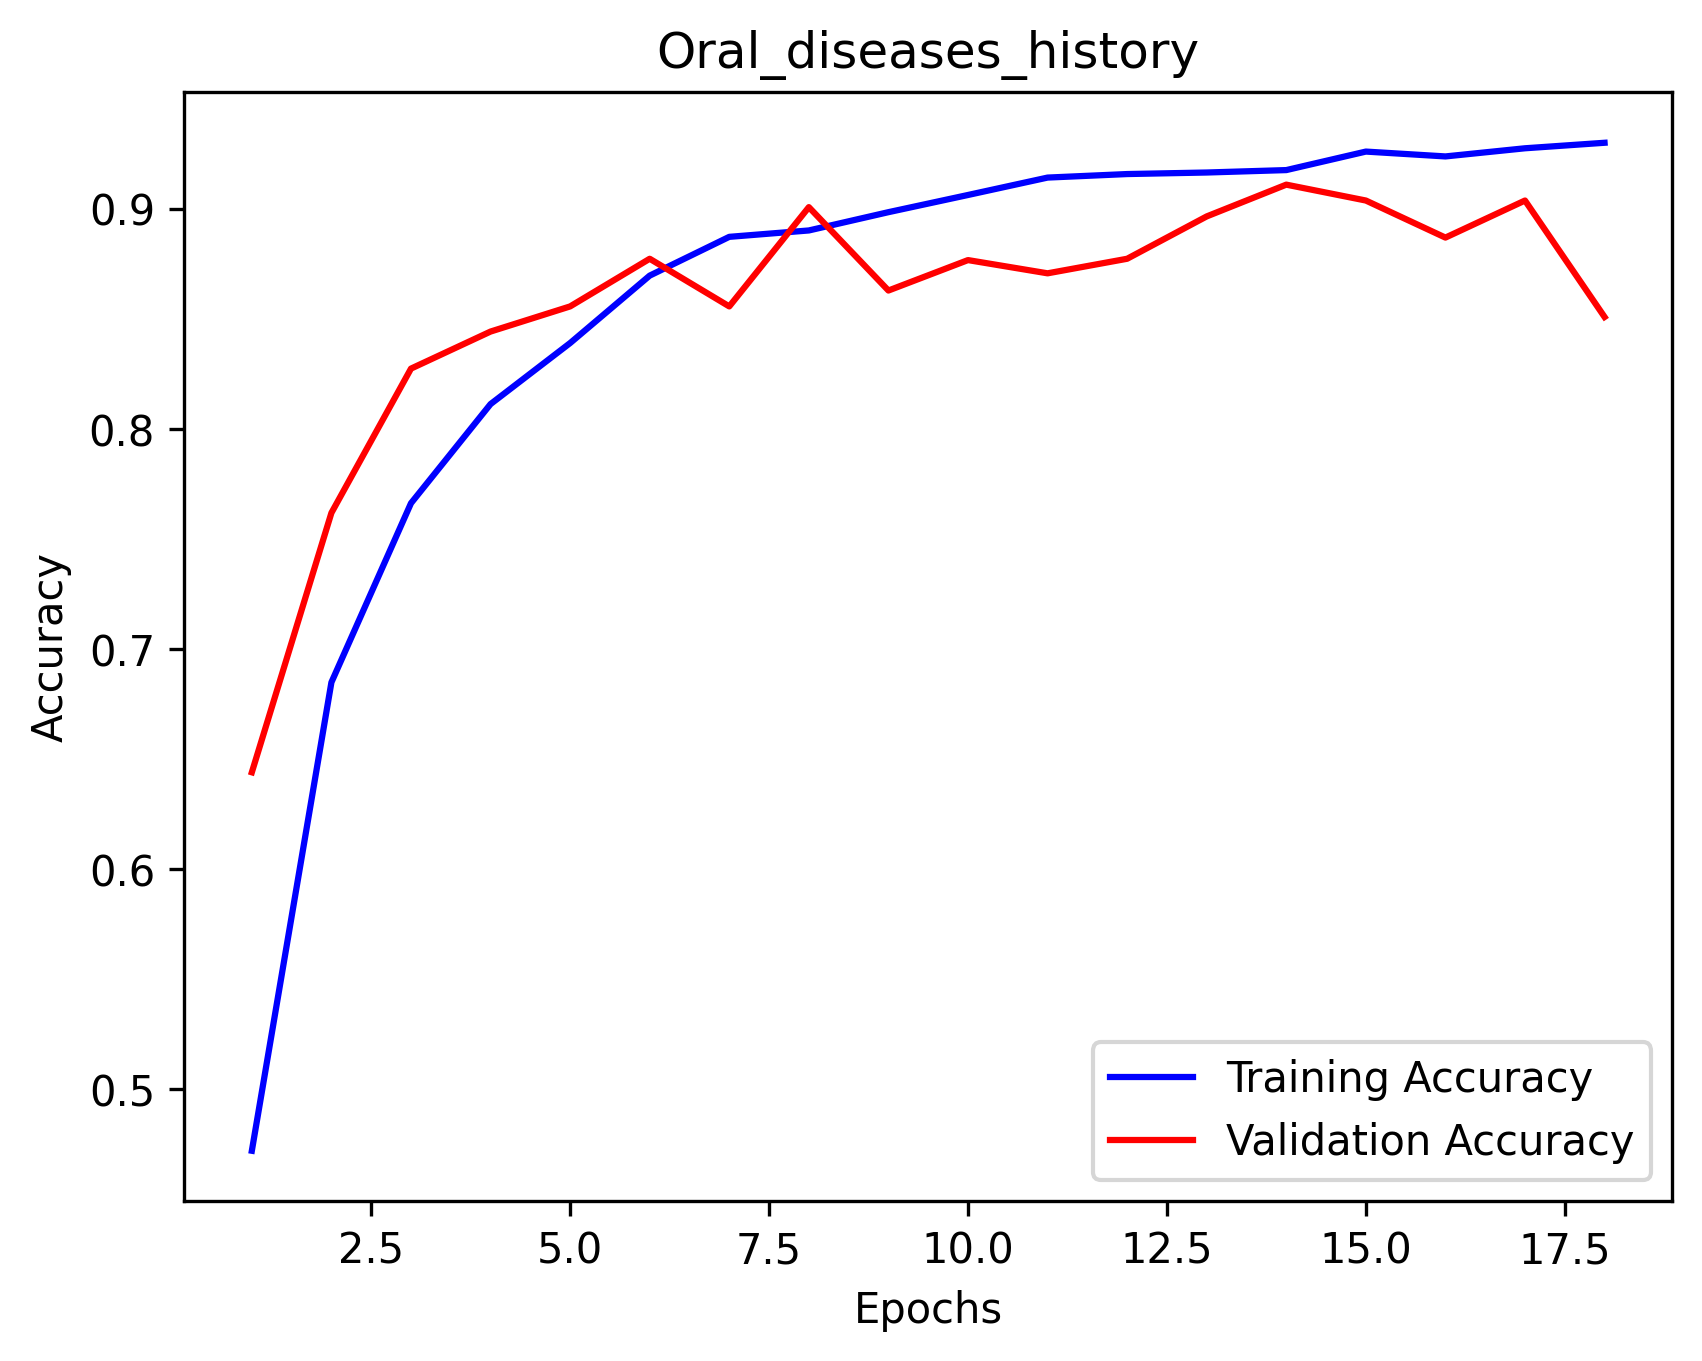 Oral_diseases_history
Accuracy
0.9
0.8
0.7
0.6
0.5
Training Accuracy
Validation Accuracy
2.5 5.0 7.5 10.0 12.5 15.0 17.5
Epochs